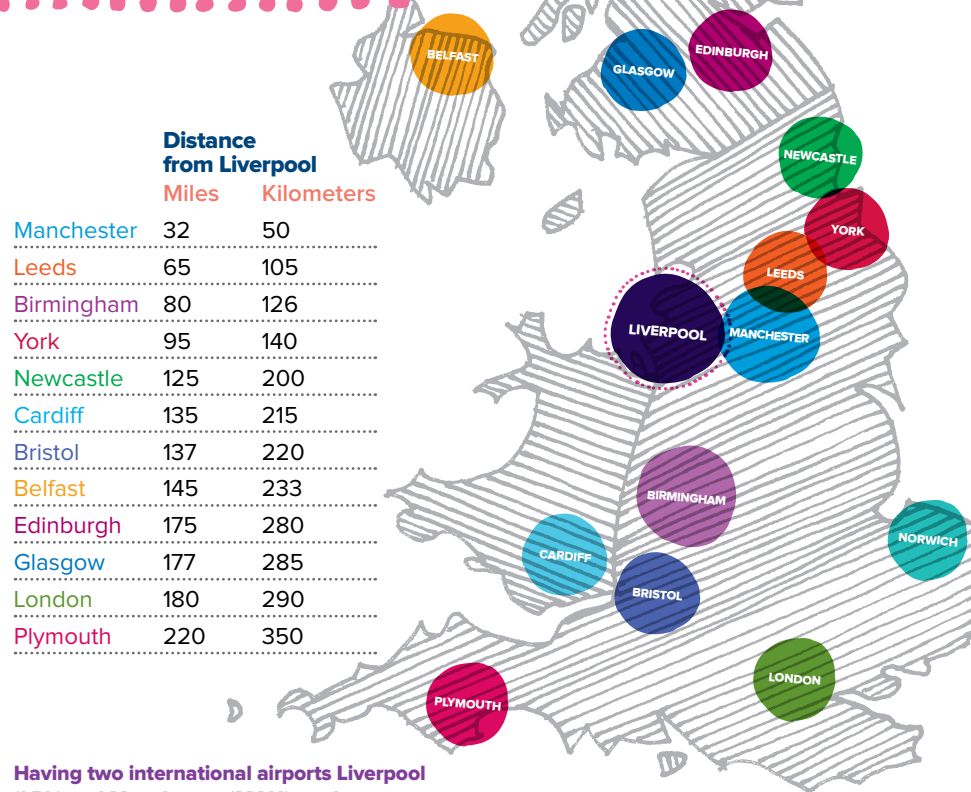 Distance
from Liverpool
Miles Kilometers
Manchester 32 50
Leeds 65 105
Birmingham 80 126
York 95 140
Newcastle 125 200
Cardiff 135 215
Bristol 137 220
Belfast 145 233
Edinburgh 175 280
Glasgow 177 285
London 180 290
Plymouth 220 350
BELFAST
GLASGOW
EDINBURGH
NEWCASTLE
YORK
LEEDS
LIVERPOOL
MANCHESTER
BIRMINGHAM
NORWICH
CARDIFF
BRISTOL
LONDON
PLYMOUTH
Having two international airports Liverpool